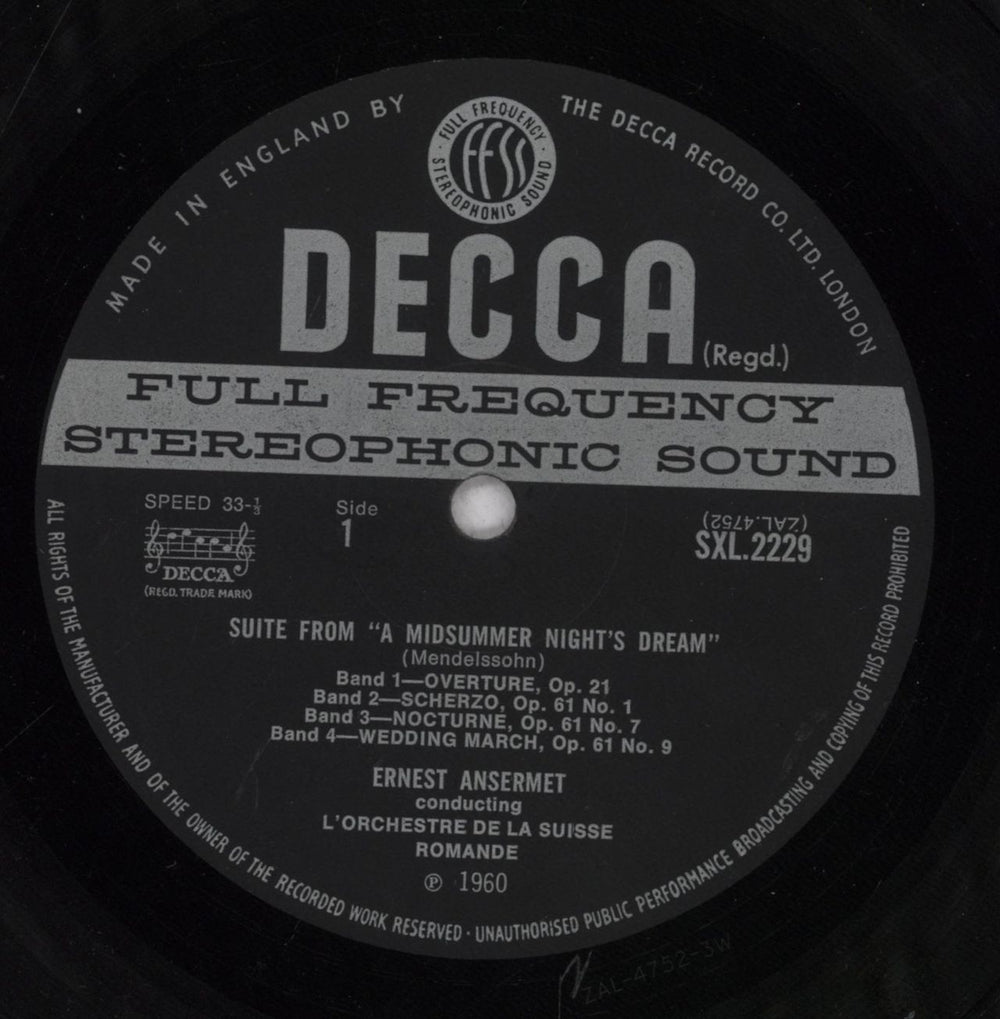 MADE IN ENGLAND BY
THE DECCA RECORD CO. LTD. LONDON
FULL FREQUENCY
FFSS
STEREOPHONIC SOUND
DECCA
(Regd.)
FULL FREQUENCY
STEREOPHONIC SOUND
SPEED 33-⅓
Side
1
DECCA
(REGD. TRADE MARK)
(ZAL.4752)
SXL.2229
SUITE FROM “A MIDSUMMER NIGHT'S DREAM”
(Mendelssohn)
Band 1—OVERTURE, Op. 21
Band 2—SCHERZO, Op. 61 No. 1
Band 3—NOCTURNE, Op. 61 No. 7
Band 4—WEDDING MARCH, Op. 61 No. 9
ERNEST ANSERMET
conducting
L'ORCHESTRE DE LA SUISSE
ROMANDE
℗ 1960
ALL RIGHTS OF THE MANUFACTURER AND OF THE OWNER OF THE RECORDED WORK RESERVED · UNAUTHORISED PUBLIC PERFORMANCE BROADCASTING AND COPYING OF THIS RECORD PROHIBITED
ZAL-4752-3W